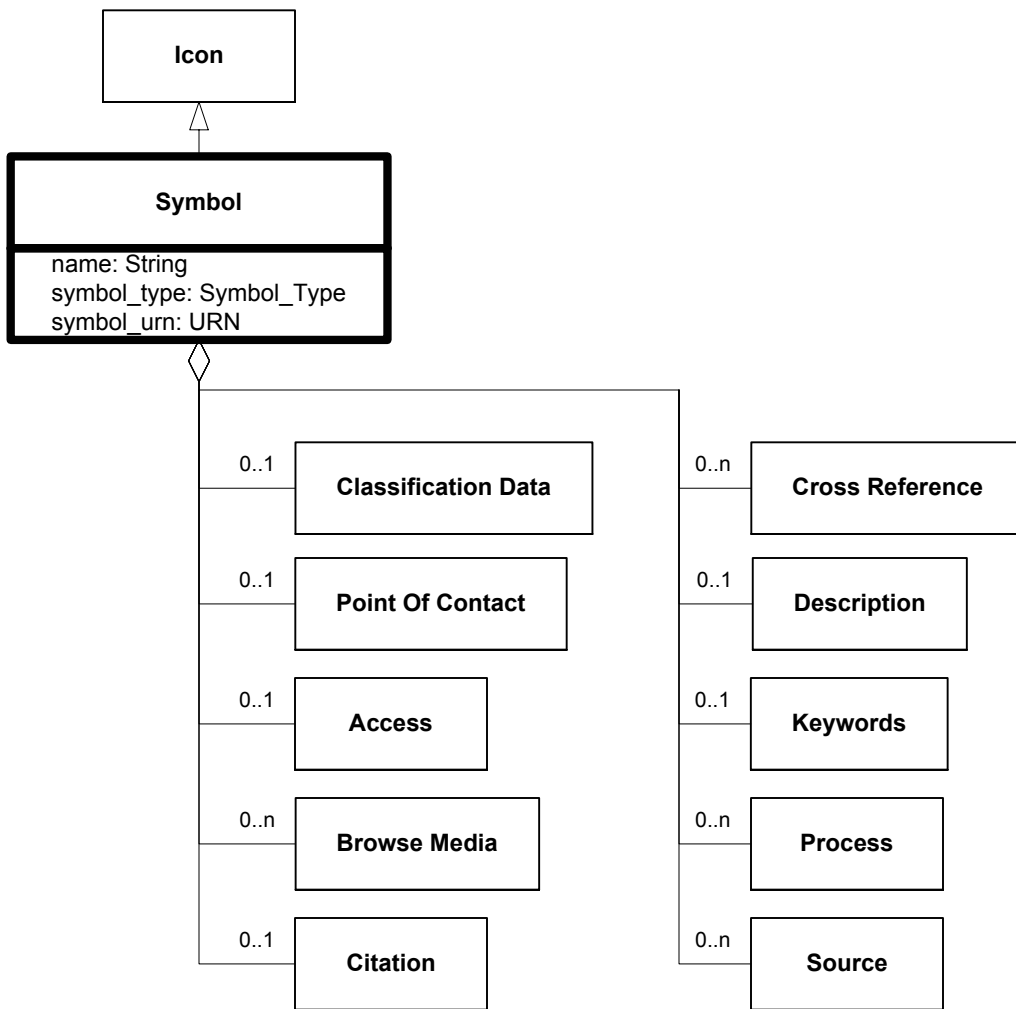 Icon
Symbol
name: String
symbol_type: Symbol_Type
symbol_urn: URN
0..1
Classification Data
0..n
Cross Reference
0..1
Point Of Contact
0..1
Description
0..1
Access
0..1
Keywords
0..n
Browse Media
0..n
Process
0..1
Citation
0..n
Source